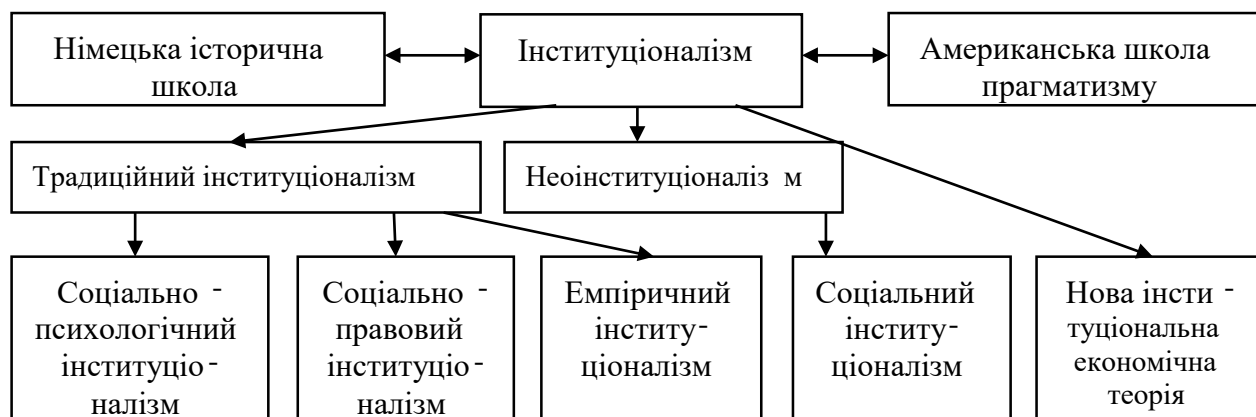 Німецька історична
школа
Інституціоналізм
Американська школа
прагматизму
Традиційний інституціоналізм
Неоінституціоналіз м
Соціально -
психологічний
інституціо-
налізм
Соціально -
правовий
інституціо-
налізм
Емпіричний
інститу-
ціоналізм
Соціальний
інститу-
ціоналізм
Нова інсти -
туціональна
економічна
теорія